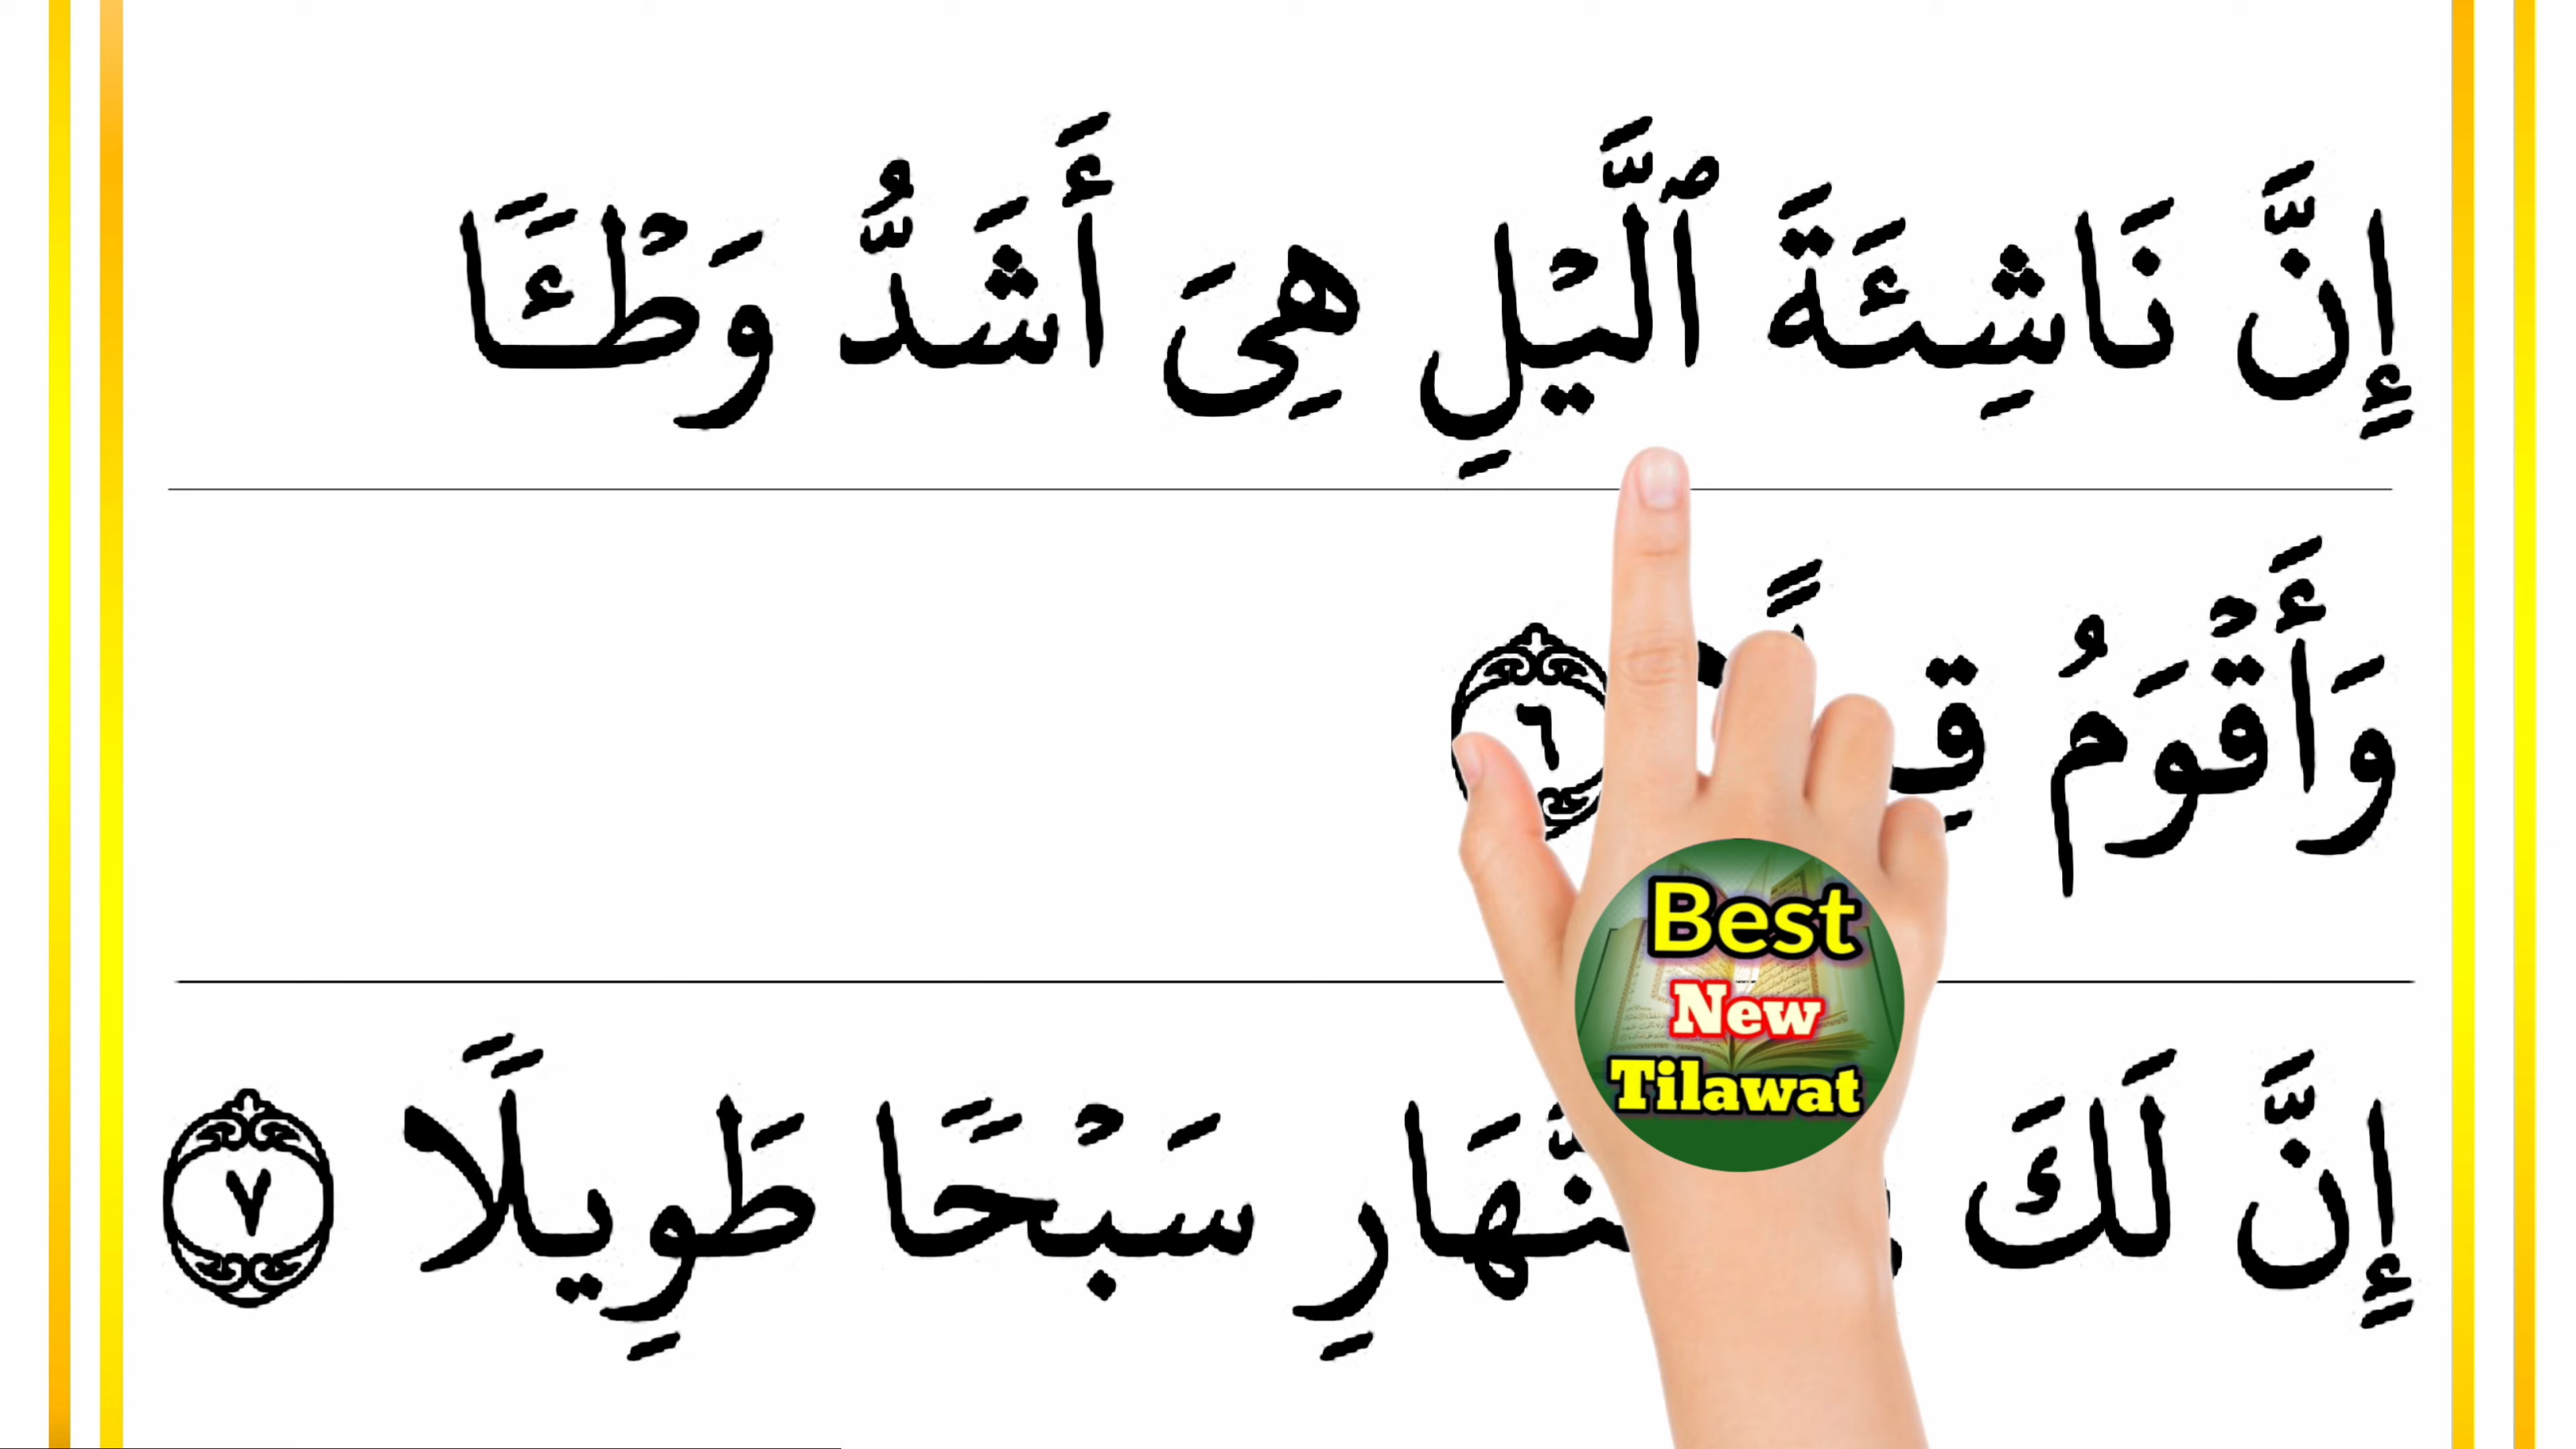 إِنَّ نَاشِئَةَ ٱلَّيْلِ هِىَ أَشَدُّ وَطْـًٔا
وَأَقْوَمُ ٦
إِنَّ لَكَ سَبْحًا طَوِيلًا ٧
Best
New
Tilawat